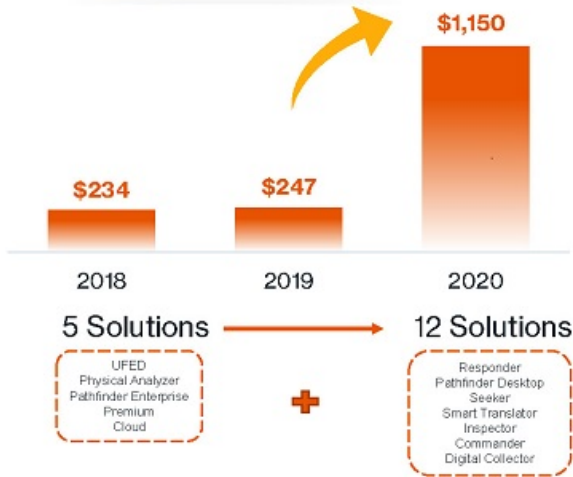 $1,150
$234
$247
2018
2019
2020
5 Solutions
12 Solutions
UFED
Physical Analyzer
Pathfinder Enterprise
Premium
Cloud
Responder
Pathfinder Desktop
Seeker
Smart Translator
Inspector
Commander
Digital Collector